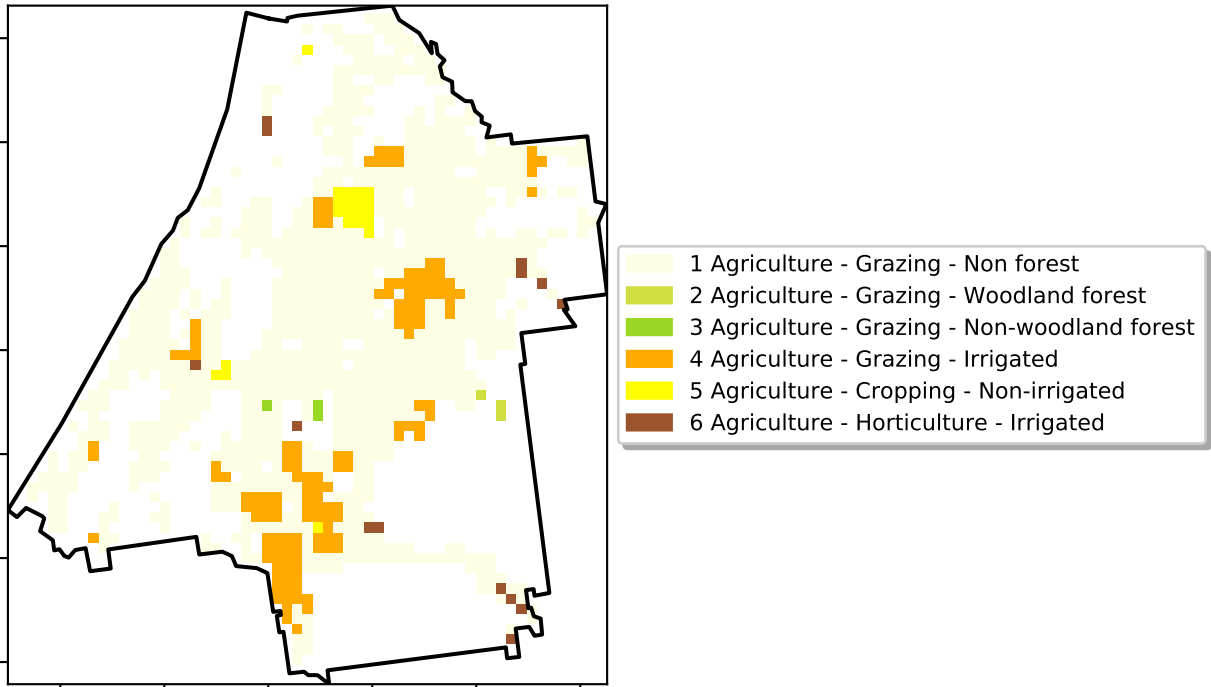 1 Agriculture - Grazing - Non forest
2 Agriculture - Grazing - Woodland forest
3 Agriculture - Grazing - Non-woodland forest
4 Agriculture - Grazing - Irrigated
5 Agriculture - Cropping - Non-irrigated
6 Agriculture - Horticulture - Irrigated